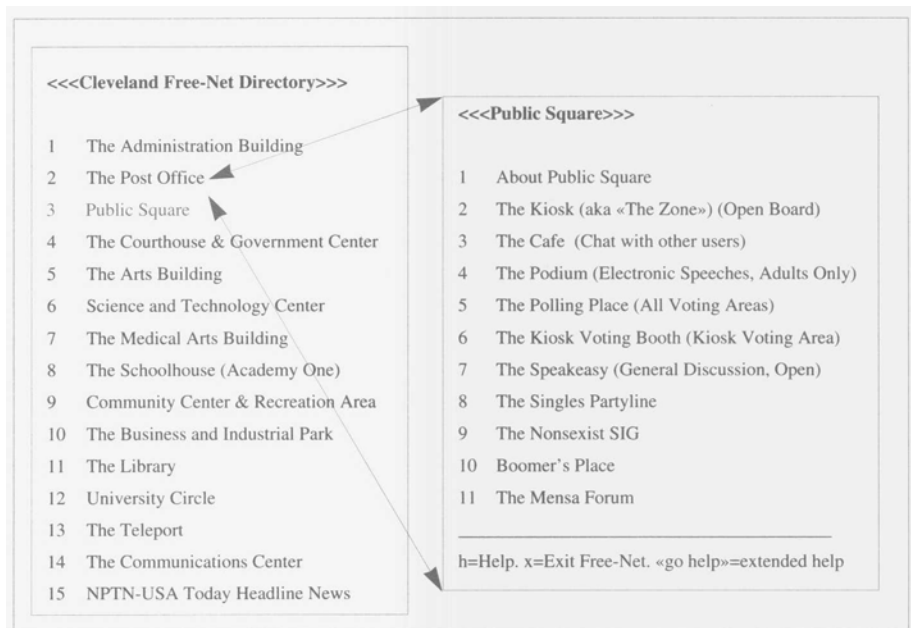 <<<Cleveland Free-Net Directory>>>
1 The Administration Building
2 The Post Office
3 Public Square
4 The Courthouse & Government Center
5 The Arts Building
6 Science and Technology Center
7 The Medical Arts Building
8 The Schoolhouse (Academy One)
9 Community Center & Recreation Area
10 The Business and Industrial Park
11 The Library
12 University Circle
13 The Teleport
14 The Communications Center
15 NPTN-USA Today Headline News
<<<Public Square>>>
1 About Public Square
2 The Kiosk (aka «The Zone») (Open Board)
3 The Cafe (Chat with other users)
4 The Podium (Electronic Speeches, Adults Only)
5 The Polling Place (All Voting Areas)
6 The Kiosk Voting Booth (Kiosk Voting Area)
7 The Speakeasy (General Discussion, Open)
8 The Singles Partyline
9 The Nonsexist SIG
10 Boomer's Place
11 The Mensa Forum
h=Help. x=Exit Free-Net. «go help»=extended help